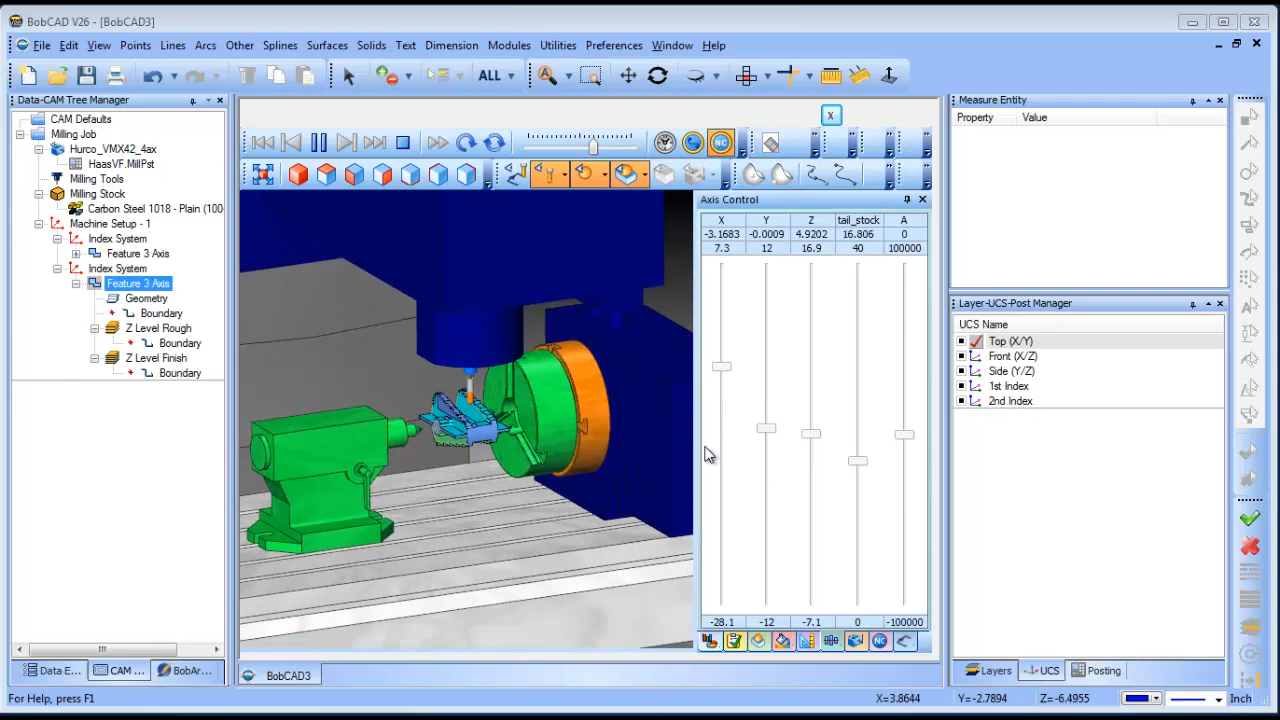 BobCAD V26 - [BobCAD3]
File Edit View Points Lines Arcs Other Splines Surfaces Solids Text Dimension Modules Utilities Preferences Window Help
ALL
Data-CAM Tree Manager
CAM Defaults
Milling Job
Hurco_VMX42_4ax
HaasVF.MillPst
Milling Tools
Milling Stock
Carbon Steel 1018 - Plain (100
Machine Setup - 1
Index System
Feature 3 Axis
Index System
Feature 3 Axis
Geometry
Boundary
Z Level Rough
Boundary
Z Level Finish
Boundary
Data E... CAM ... BobAr...
X
NC
Axis Control
X Y Z tail_stock A
-3.1683 -0.0009 4.9202 16.806 0
7.3 12 16.9 40 100000
-28.1 -12 -7.1 0 -100000
NC
BobCAD3
Measure Entity
Property Value
Layer-UCS-Post Manager
UCS Name
Top (X/Y)
Front (X/Z)
Side (Y/Z)
1st Index
2nd Index
Layers UCS Posting
For Help, press F1
X=3.8644 Y=-2.7894 Z=-6.4955 Inch